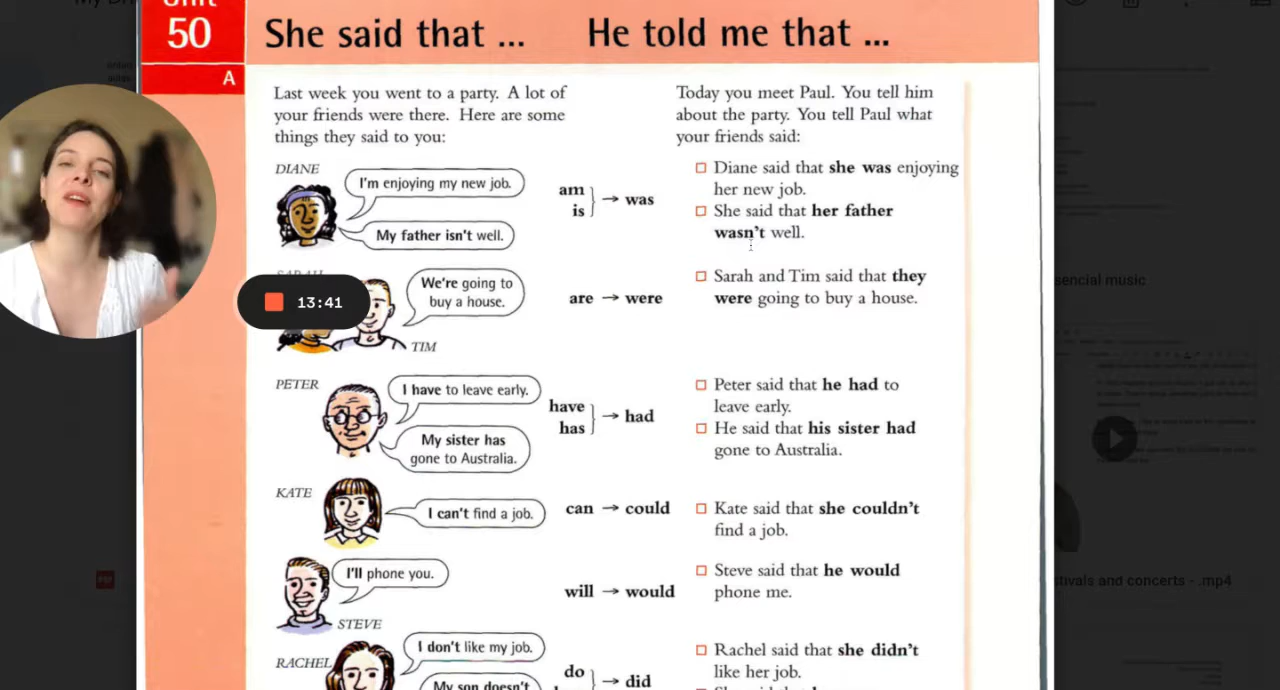 Unit
50
She said that ... He told me that ...
A
Last week you went to a party. A lot of
your friends were there. Here are some
things they said to you:
Today you meet Paul. You tell him
about the party. You tell Paul what
your friends said:
DIANE
I'm enjoying my new job.
My father isn't well.
am
is
→ was
Diane said that she was enjoying
her new job.
She said that her father
wasn't well.
13:41
We're going to
buy a house.
TIM
are → were
Sarah and Tim said that they
were going to buy a house.
PETER
I have to leave early.
My sister has
gone to Australia.
have
has
→ had
Peter said that he had to
leave early.
He said that his sister had
gone to Australia.
KATE
I can't find a job.
can → could
Kate said that she couldn't
find a job.
I'll phone you.
STEVE
will → would
Steve said that he would
phone me.
RACHEL
I don't like my job.
My son doesn't
do
→ did
Rachel said that she didn't
like her job.
She said that
sencial music
stivals and concerts - .mp4
PDF